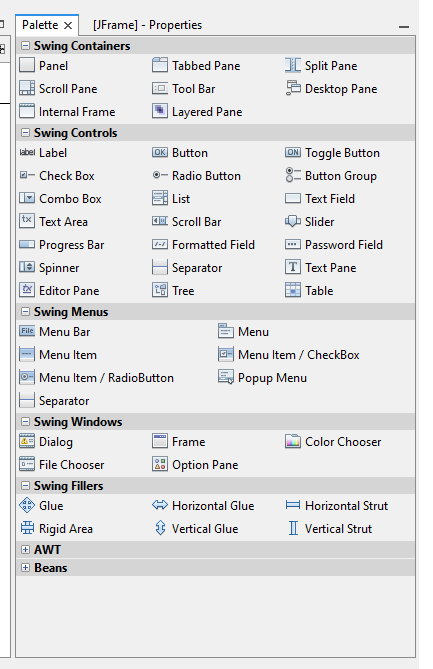 Palette × [JFrame] - Properties
Swing Containers
Panel Tabbed Pane Split Pane
Scroll Pane Tool Bar Desktop Pane
Internal Frame Layered Pane
Swing Controls
label Label OK Button ON Toggle Button
Check Box Radio Button Button Group
Combo Box List Text Field
tx Text Area Scroll Bar Slider
Progress Bar Formatted Field Password Field
Spinner Separator T Text Pane
Editor Pane Tree Table
Swing Menus
File Menu Bar Menu
Menu Item Menu Item / CheckBox
Menu Item / RadioButton Popup Menu
Separator
Swing Windows
Dialog Frame Color Chooser
File Chooser Option Pane
Swing Fillers
Glue Horizontal Glue Horizontal Strut
Rigid Area Vertical Glue Vertical Strut
AWT
Beans